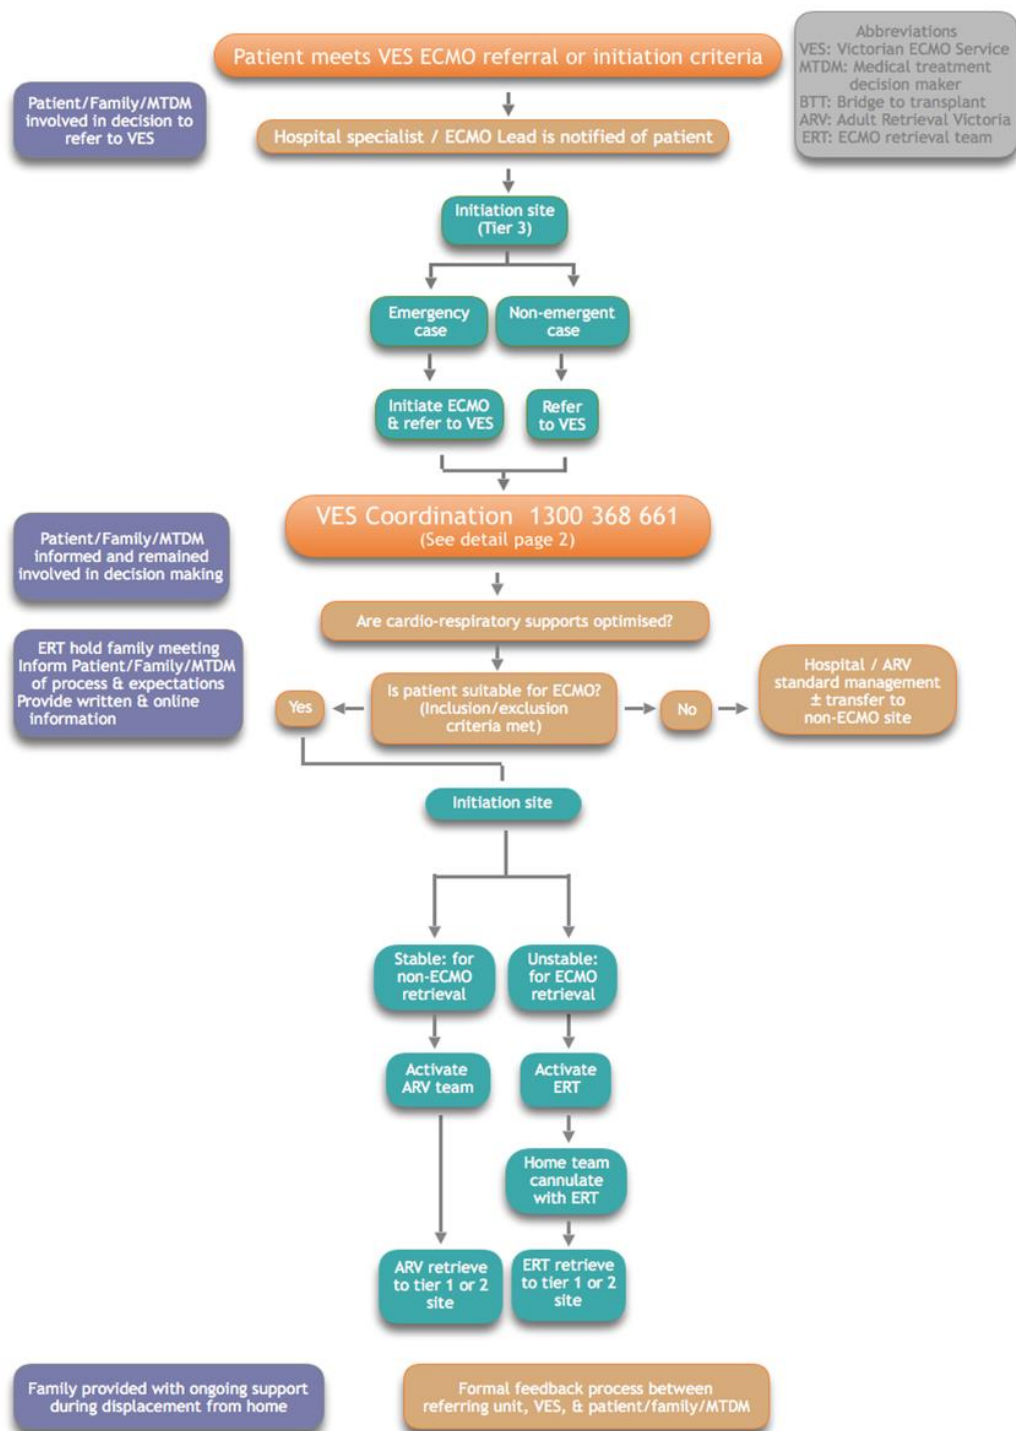 Patient meets VES ECMO referral or initiation criteria
Abbreviations
VES: Victorian ECMO Service
MTDM: Medical treatment
decision maker
BTT: Bridge to transplant
ARV: Adult Retrieval Victoria
ERT: ECMO retrieval team
Patient/Family/MTDM
involved in decision to
refer to VES
Hospital specialist / ECMO Lead is notified of patient
Initiation site
(Tier 3)
Emergency
case
Non-emergent
case
Initiate ECMO
& refer to VES
Refer
to VES
VES Coordination 1300 368 661
(See detail page 2)
Patient/Family/MTDM
informed and remained
involved in decision making
Are cardio-respiratory supports optimised?
ERT hold family meeting
Inform Patient/Family/MTDM
of process & expectations
Provide written & online
information
Yes
Is patient suitable for ECMO?
(Inclusion/exclusion
criteria met)
No
Hospital / ARV
standard management
± transfer to
non-ECMO site
Initiation site
Stable: for
non-ECMO
retrieval
Unstable:
for ECMO
retrieval
Activate
ARV team
Activate
ERT
Home team
cannulate
with ERT
ARV retrieve
to tier 1 or 2
site
ERT retrieve
to tier 1 or 2
site
Family provided with ongoing support
during displacement from home
Formal feedback process between
referring unit, VES, & patient/family/MTDM